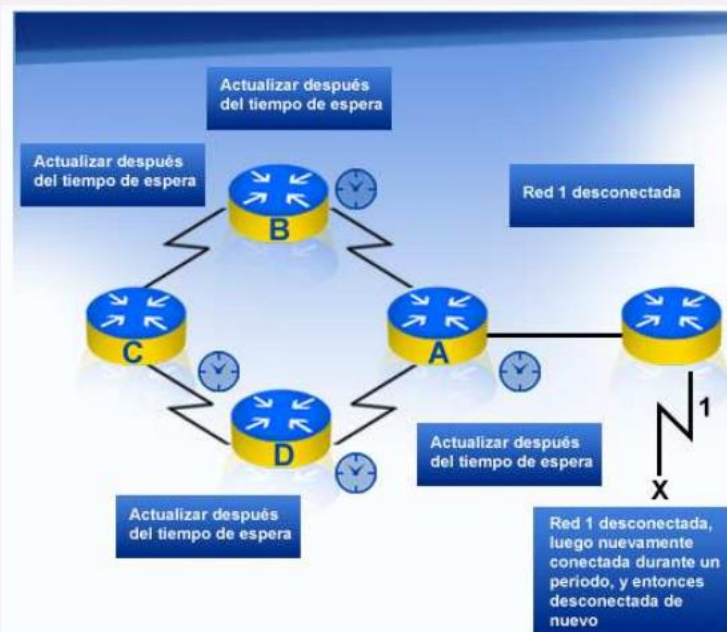 Actualizar después
del tiempo de espera
Actualizar después
del tiempo de espera
Red 1 desconectada
B
C
A
D
1
X
Actualizar después
del tiempo de espera
Actualizar después
del tiempo de espera
Red 1 desconectada,
luego nuevamente
conectada durante un
periodo, y entonces
desconectada de
nuevo